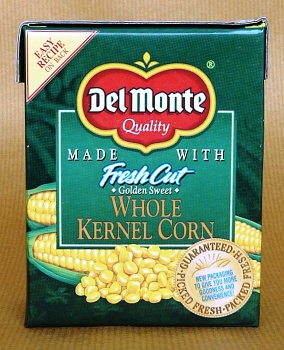 EASY
RECIPE
ON BACK
Del Monte
®
Quality
MADE WITH
Fresh Cut
Golden Sweet
WHOLE
KERNEL CORN
GUARANTEED·FRESH-PICKED FRESH-PACKED
NEW PACKAGING
TO GIVE YOU MORE
GOODNESS AND
CONVENIENCE!